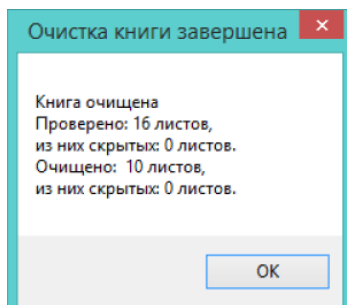 Очистка книги завершена
Книга очищена
Проверено: 16 листов,
из них скрытых: 0 листов.
Очищено:  10 листов,
из них скрытых: 0 листов.
OK